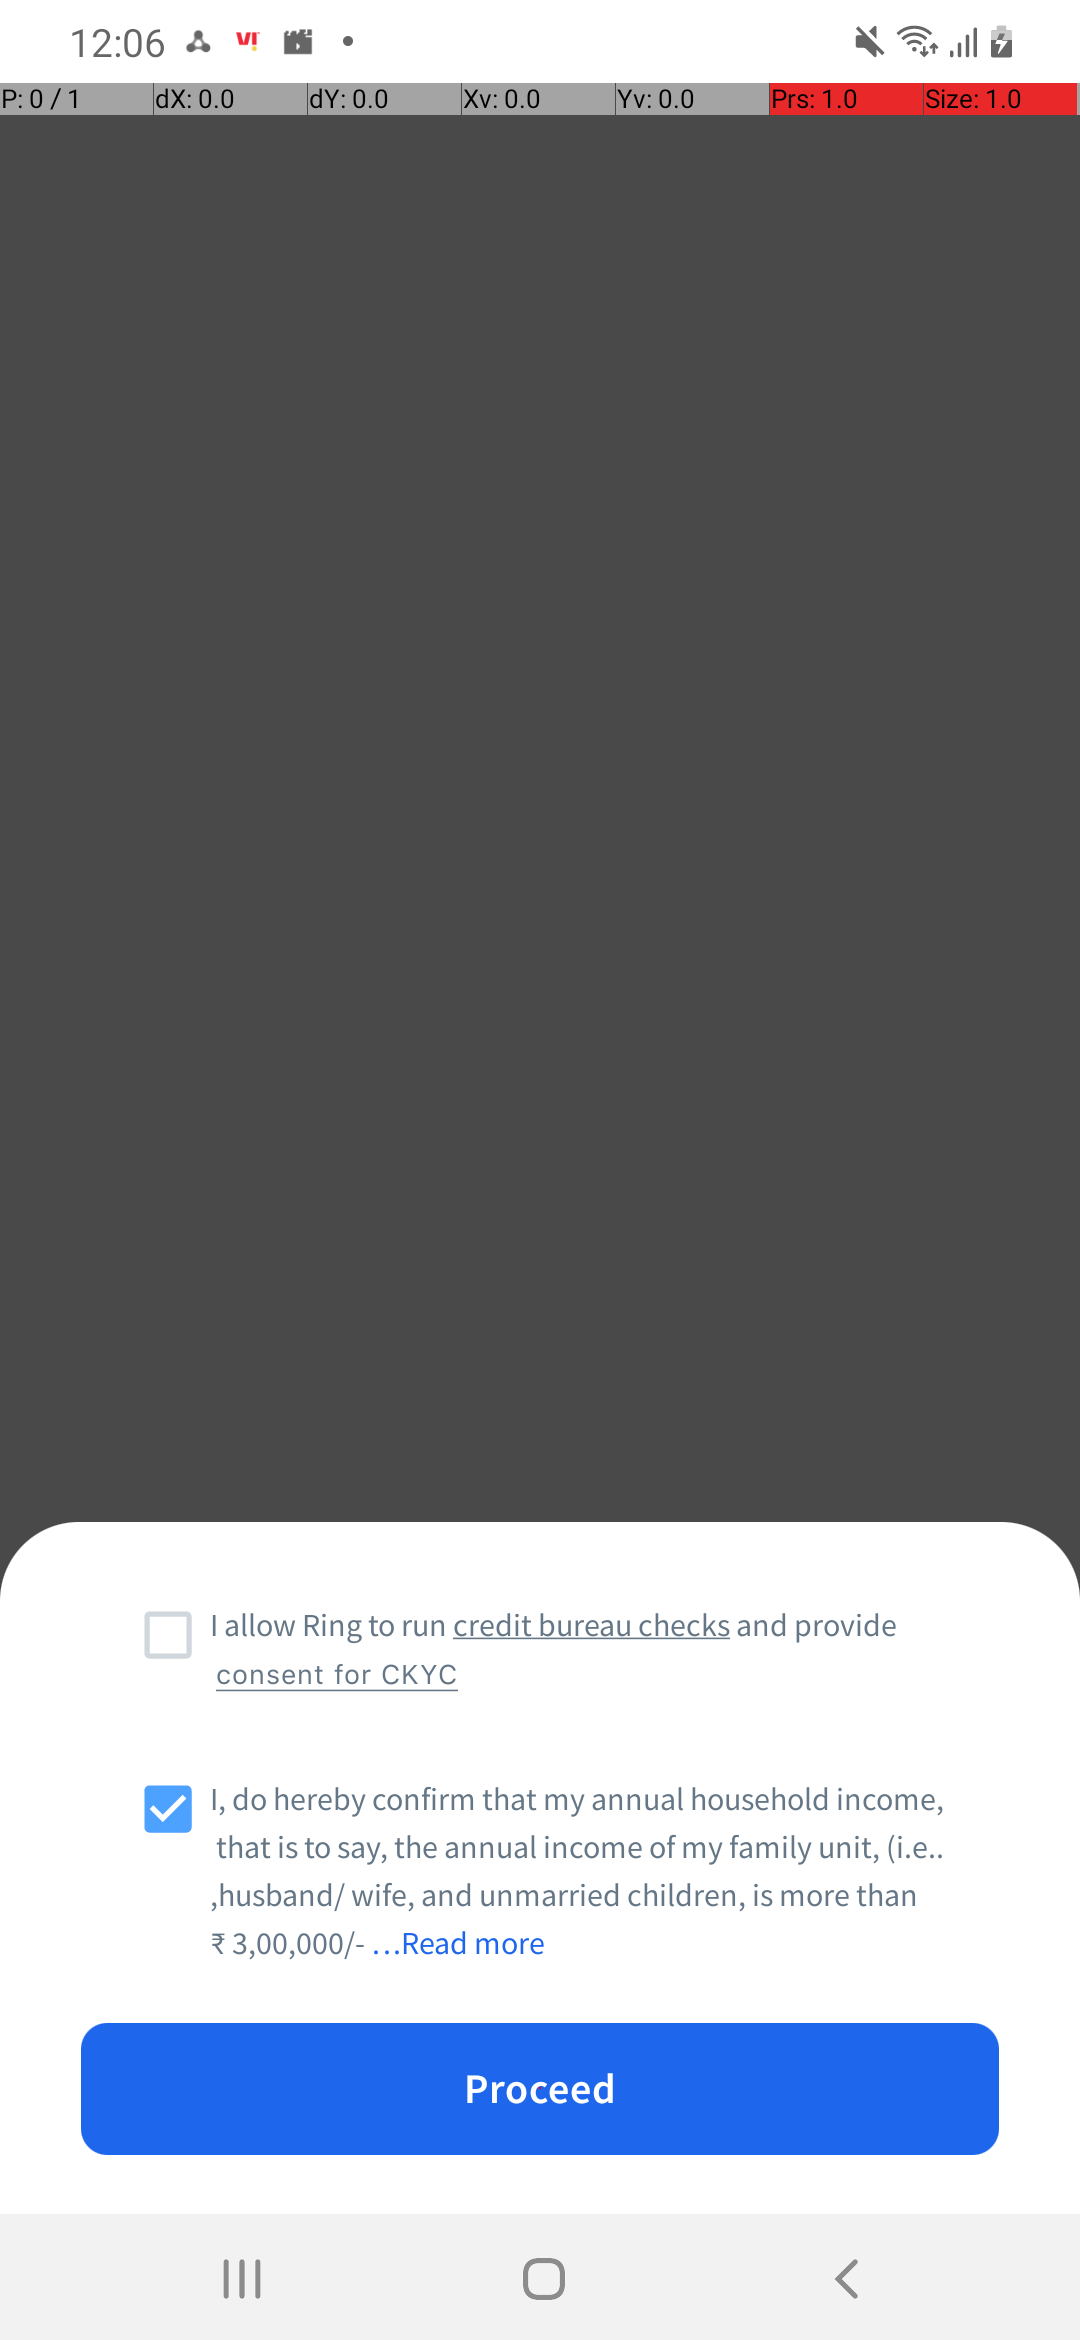 12:06 VI!
P: 0 / 1 dX: 0.0 dY: 0.0 Xv: 0.0 Yv: 0.0 Prs: 1.0 Size: 1.0
I allow Ring to run credit bureau checks and provide
consent for CKYC
I, do hereby confirm that my annual household income,
that is to say, the annual income of my family unit, (i.e..
,husband/ wife, and unmarried children, is more than
₹ 3,00,000/- ...Read more
Proceed